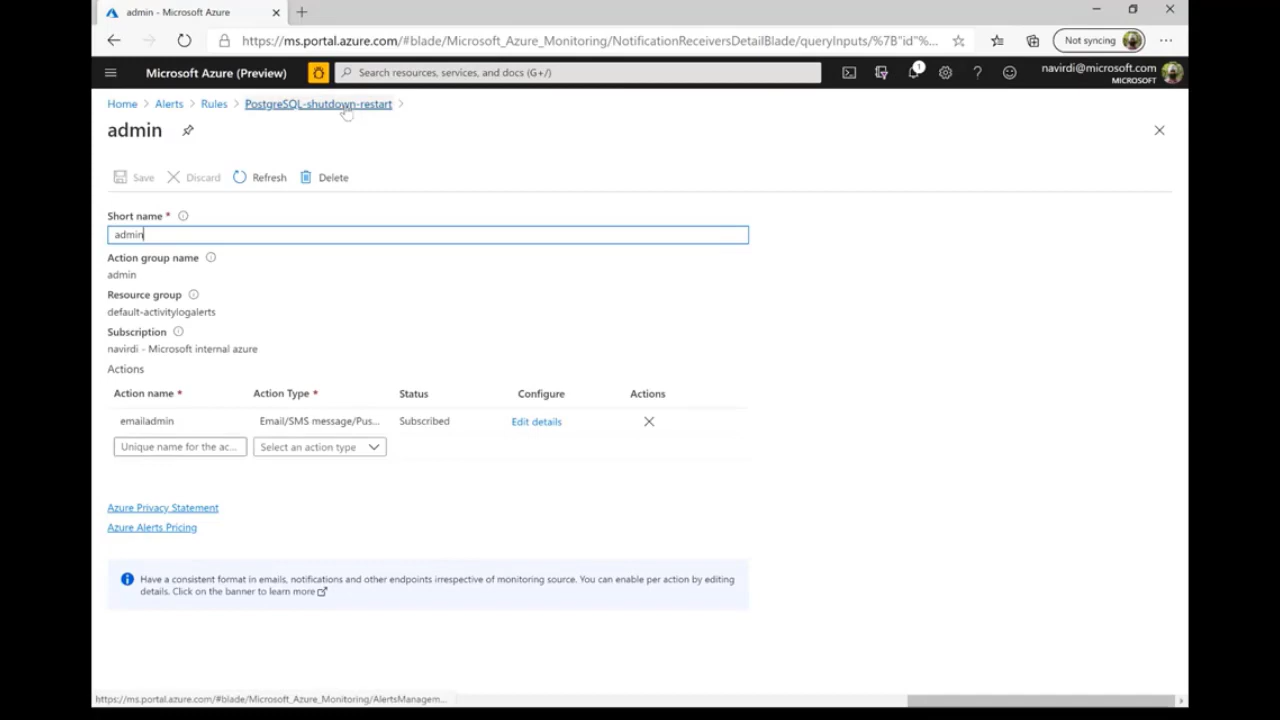 admin - Microsoft Azure
https://ms.portal.azure.com/#blade/Microsoft_Azure_Monitoring/NotificationReceiversDetailBlade/queryInputs/%7B"id"%...
Not syncing
Microsoft Azure (Preview)
Search resources, services, and docs (G+/)
1
navirdi@microsoft.com
MICROSOFT
Home > Alerts > Rules > PostgreSQL-shutdown-restart >
admin
Save Discard Refresh Delete
Short name *
admin
Action group name
admin
Resource group
default-activitylogalerts
Subscription
navirdi - Microsoft internal azure
Actions
Action name * Action Type * Status Configure Actions
emailadmin Email/SMS message/Pus... Subscribed Edit details
Unique name for the ac... Select an action type
Azure Privacy Statement
Azure Alerts Pricing
Have a consistent format in emails, notifications and other endpoints irrespective of monitoring source. You can enable per action by editing
details. Click on the banner to learn more
https://ms.portal.azure.com/#blade/Microsoft_Azure_Monitoring/AlertsManagem...